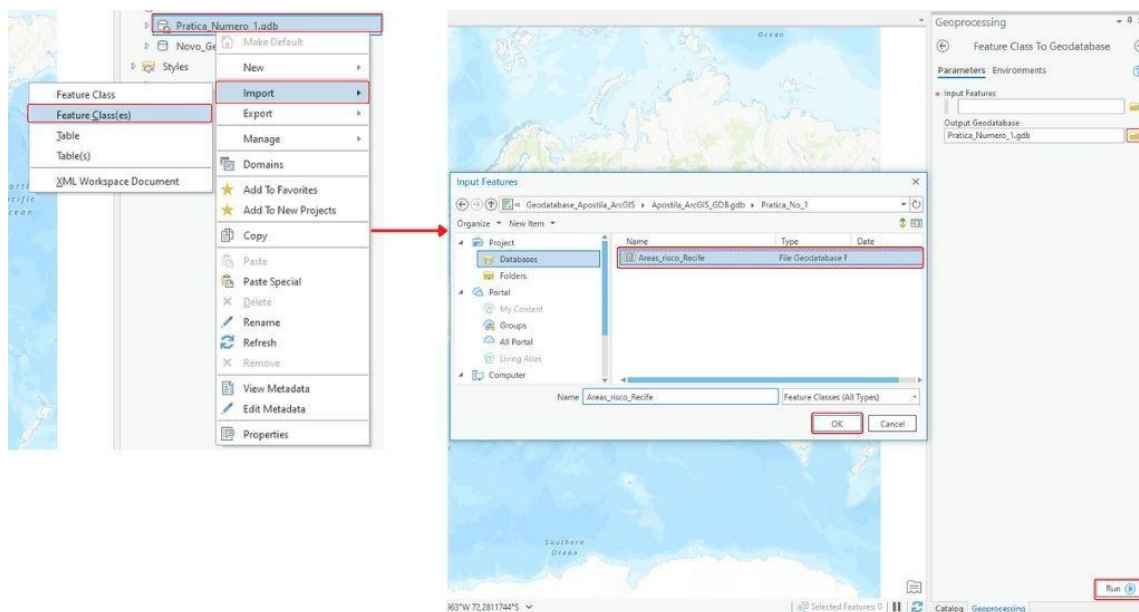 Pratica_Numero_1.gdb
Novo_Ge
Styles
Make Default
New
Import
Export
Manage
Domains
Add To Favorites
Add To New Projects
Copy
Paste
Paste Special
Delete
Rename
Refresh
Remove
View Metadata
Edit Metadata
Properties
Feature Class
Feature Class(es)
Table
Table(s)
XML Workspace Document
Ocean
Input Features
Geodatabase_Apostila_ArcGIS Apostila_ArcGIS_GDB.gdb Pratica_No_1
Organize New Item
Project
Databases
Folders
Portal
My Content
Groups
All Portal
Living Atlas
Computer
Name Type Date
Areas_risco_Recife File Geodatabase F
Name Areas_risco_Recife Feature Classes (All Types)
OK Cancel
Southern
Ocean
363°W 72,2811744°S
Selected Features: 0
Geoprocessing
Feature Class To Geodatabase
Parameters Environments
* Input Features
Output Geodatabase
Pratica_Numero_1.gdb
Run
Catalog Geoprocessing